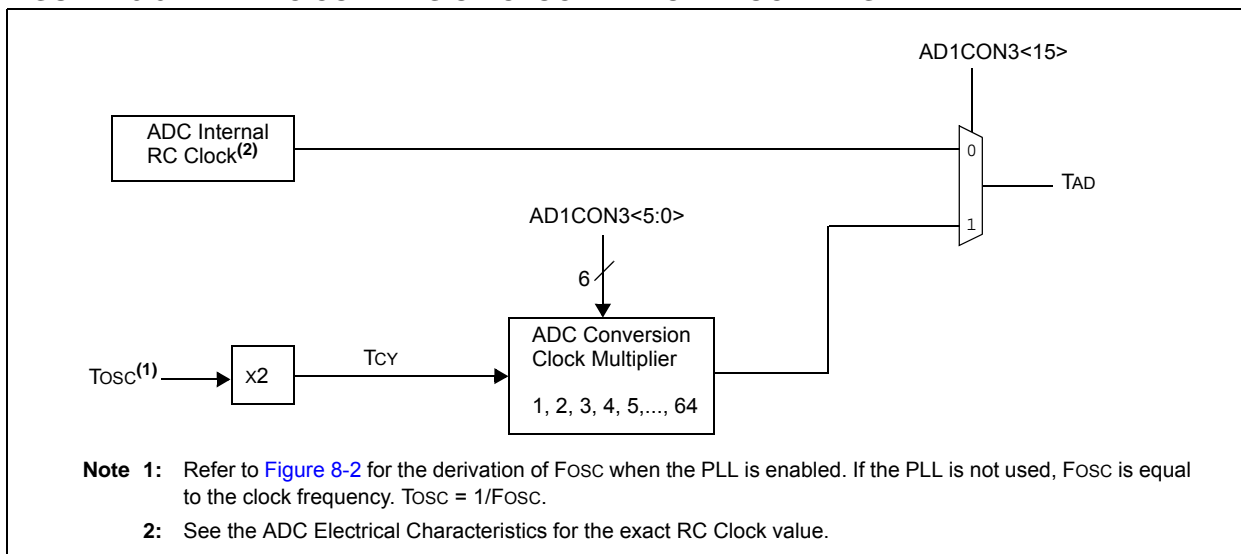 AD1CON3<15>
ADC Internal
RC Clock(2)
0
TAD
AD1CON3<5:0>
1
6
ADC Conversion
Clock Multiplier
TOSC(1)
X2
TCY
1, 2, 3, 4, 5,..., 64
Note 1: Refer to Figure 8-2 for the derivation of FOSC when the PLL is enabled. If the PLL is not used, FOSC is equal
to the clock frequency. TOSC = 1/FOSC.
2: See the ADC Electrical Characteristics for the exact RC Clock value.